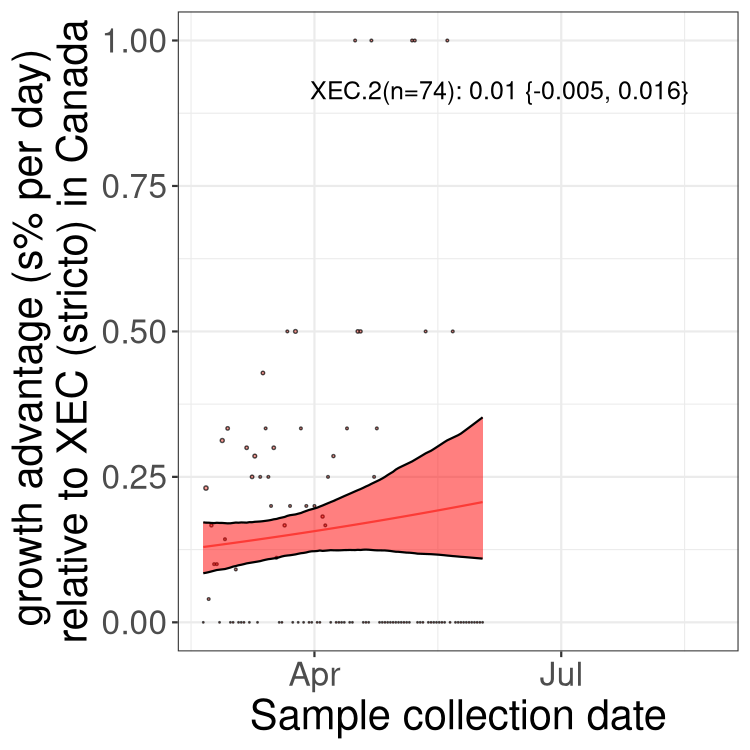 growth advantage (s% per day)
relative to XEC (stricto) in Canada
1.00
0.75
0.50
0.25
0.00
XEC.2(n=74): 0.01 {-0.005, 0.016}
Apr
Jul
Sample collection date